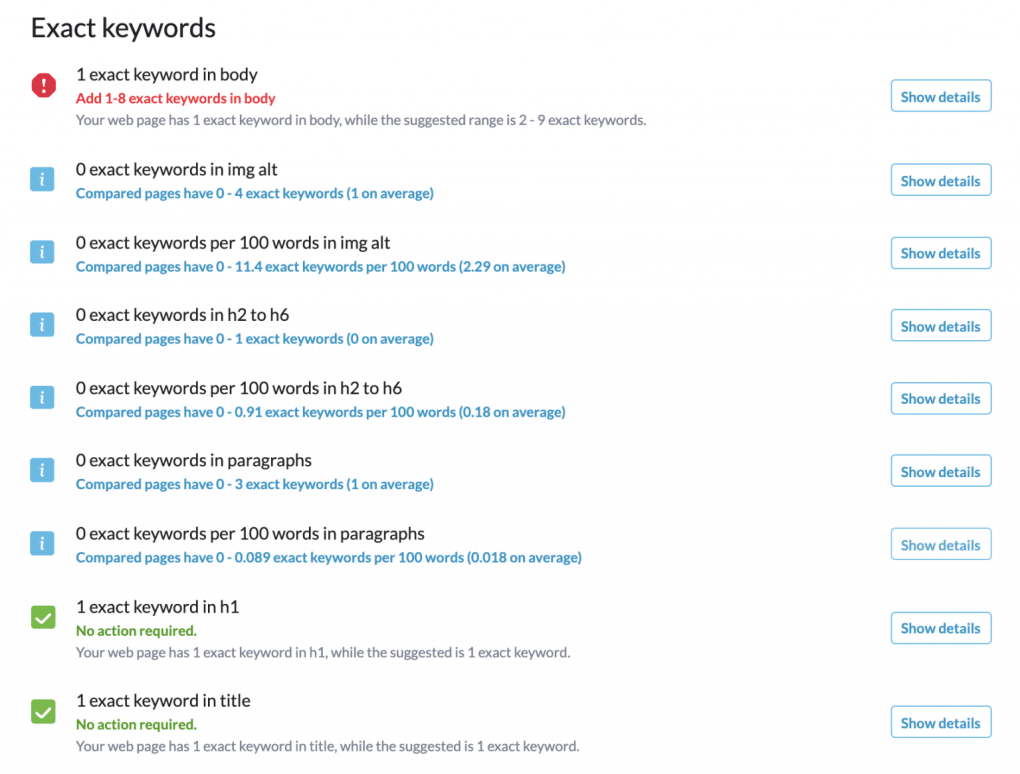 Exact keywords
1 exact keyword in body
Add 1-8 exact keywords in body
Your web page has 1 exact keyword in body, while the suggested range is 2 - 9 exact keywords.
Show details
0 exact keywords in img alt
Compared pages have 0 - 4 exact keywords (1 on average)
Show details
0 exact keywords per 100 words in img alt
Compared pages have 0 - 11.4 exact keywords per 100 words (2.29 on average)
Show details
0 exact keywords in h2 to h6
Compared pages have 0 - 1 exact keywords (0 on average)
Show details
0 exact keywords per 100 words in h2 to h6
Compared pages have 0 - 0.91 exact keywords per 100 words (0.18 on average)
Show details
0 exact keywords in paragraphs
Compared pages have 0 - 3 exact keywords (1 on average)
Show details
0 exact keywords per 100 words in paragraphs
Compared pages have 0 - 0.089 exact keywords per 100 words (0.018 on average)
Show details
1 exact keyword in h1
No action required.
Your web page has 1 exact keyword in h1, while the suggested is 1 exact keyword.
Show details
1 exact keyword in title
No action required.
Your web page has 1 exact keyword in title, while the suggested is 1 exact keyword.
Show details